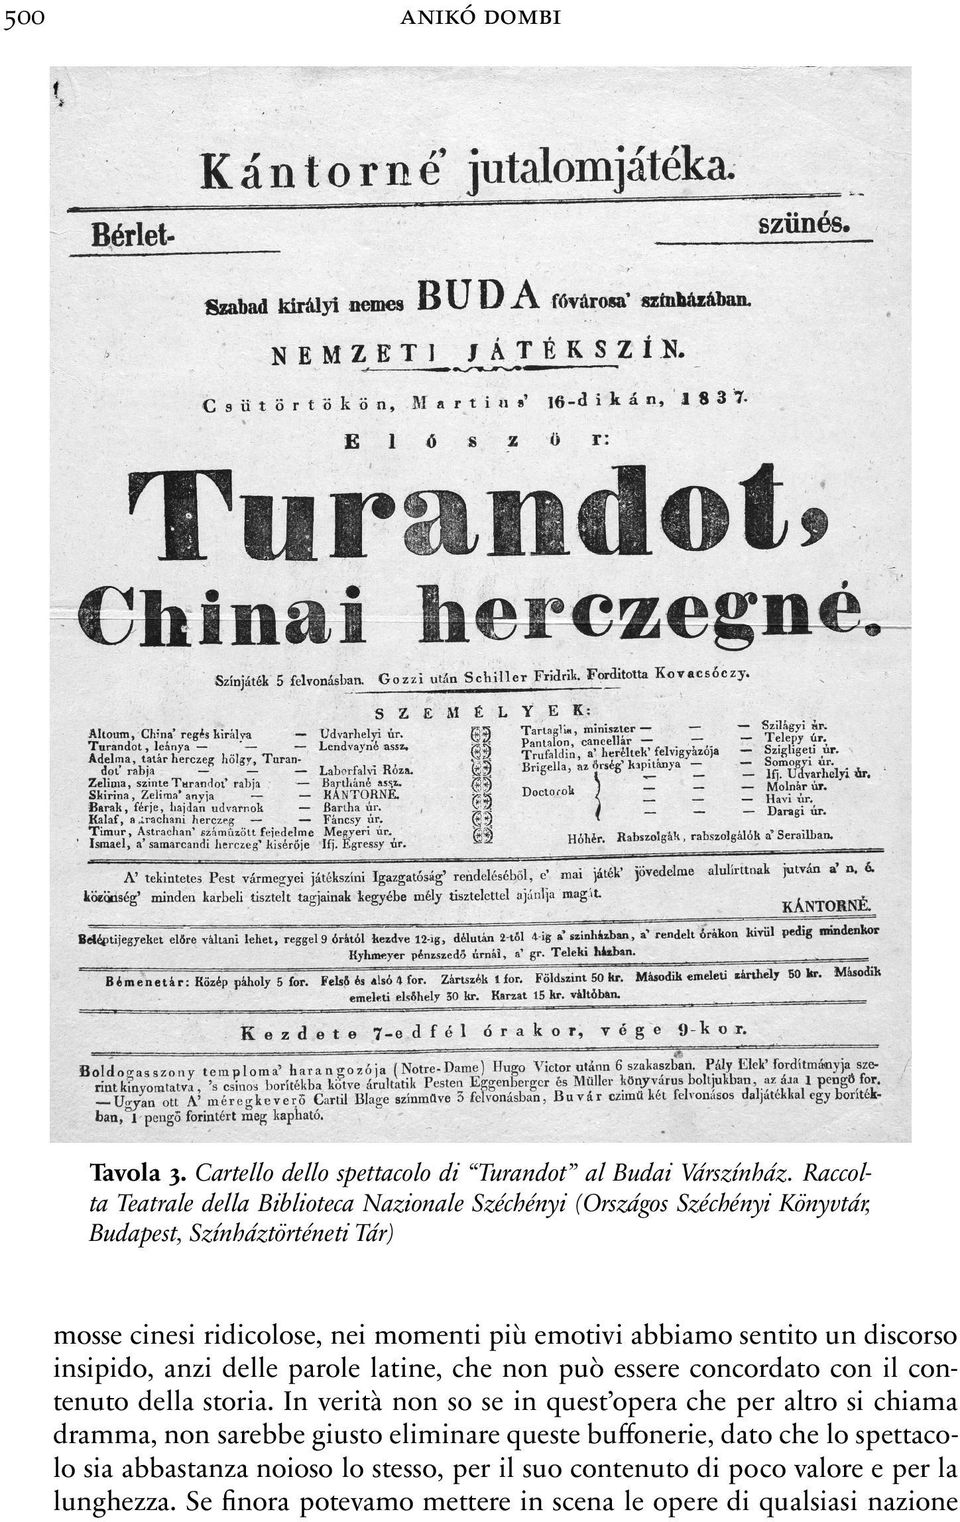 500 ANIKÓ DOMBI
Kántorné' jutalomjátéka.
Bérlet- szünés.
Szabad királyi nemes BUDA fővárosa' színházában.
NEMZETI JÁTÉKSZÍN.
Csütörtökön, Martius' 16-dikán, 1837.
Először:
Turandot,
Chinai herczegné.
Színjáték 5 felvonásban. Gozzi után Schiller Fridrik. Forditotta Kovacsóczy.
SZEMÉLYEK:
Altoum, China' regés királya — Udvarhelyi úr.
Turandot, leánya — — — Lendvayné assz.
Adelma, tatár herczeg hölgy, Turan-
dot' rabja — — — Laborfalvi Róza.
Zelima, szinte Turandot' rabja — Bartháné assz.
Skirina, Zelima' anyja — — KÁNTORNÉ.
Barak, férje, hajdan udvarnok — Bartha úr.
Kalaf, astrachani herczeg — — Fáncsy úr.
Timur, Astrachan' számüzött fejedelme Megyeri úr.
Ismael, a' samarcandi herczeg' kisérője Ifj. Egressy úr.
Tartaglia, miniszter — — — Szilágyi úr.
Pantalon, cancellár — — — Telepy úr.
Trufaldin, a' heréltek' felvigyázója — Szigligeti úr.
Brigella, az őrség' kapitánya — — Somogyi úr.
Doctorok — — — Ifj. Udvarhelyi úr.
— — — Molnár úr.
— — — Havi úr.
— — — Daragi úr.
Hóhér. Rabszolgák, rabszolgálók a' Serailban.
A' tekintetes Pest vármegyei játékszíni Igazgatóság' rendeléséből, e' mai játék' jövedelme alulírttnak jutván a' n. é.
közönség' minden karbeli tisztelt tagjainak kegyébe mély tisztelettel ajánlja magát.
KÁNTORNÉ.
Beléptijegyeket előre váltani lehet, reggel 9 órától kezdve 12-ig, délután 2-től 4-ig a' szinházban, a' rendelt órákon kivül pedig mindenkor
Kyhmeyer pénzszedő úrnál, a' gr. Teleki házban.
Bémenetár: Közép páholy 5 for. Felső és alsó 4 for. Zártszék 1 for. Földszint 50 kr. Második emeleti zárthely 50 kr. Második
emeleti elsőhely 30 kr. Karzat 15 kr. váltóban.
Kezdete 7-ed fél órakor, vége 9-kor.
Boldogasszony temploma' harangozója (Notre-Dame) Hugo Victor utánn 6 szakaszban. Pály Elek' fordítmányja sze-
rint kinyomtatva, 's csinos borítékba kötve árultatik Pesten Eggenberger és Müller könyvárus boltjukban, az ára 1 pengő for.
— Ugyan ott A' méregkeverő Cartil Blage színmüve 3 felvonásban, Buvár czimü két felvonásos daljátékkal egy boríték-
ban, 1 pengő forintért meg kapható.
Tavola 3. Cartello dello spettacolo di “Turandot” al Budai Várszínház. Raccol-
ta Teatrale della Biblioteca Nazionale Széchényi (Országos Széchényi Könyvtár,
Budapest, Színháztörténeti Tár)
mosse cinesi ridicolose, nei momenti più emotivi abbiamo sentito un discorso
insipido, anzi delle parole latine, che non può essere concordato con il con-
tenuto della storia. In verità non so se in quest’opera che per altro si chiama
dramma, non sarebbe giusto eliminare queste buffonerie, dato che lo spettaco-
lo sia abbastanza noioso lo stesso, per il suo contenuto di poco valore e per la
lunghezza. Se finora potevamo mettere in scena le opere di qualsiasi nazione